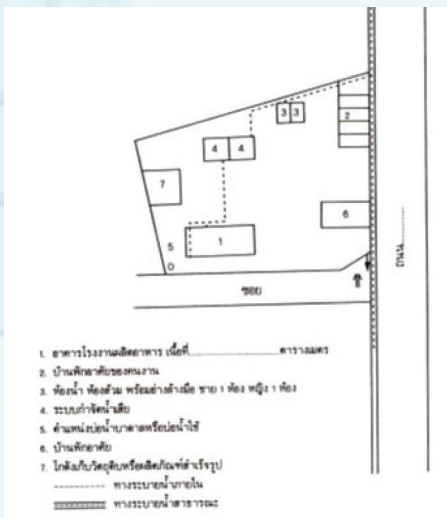 3 3
2
4 4
7
6
5
1
ถนน..........
ซอย
1. อาคารโรงงานผลิตอาหาร เนื้อที่..............................ตารางเมตร
2. บ้านพักอาศัยของคนงาน
3. ห้องน้ำ ห้องส้วม พร้อมอ่างล้างมือ ชาย 1 ห้อง หญิง 1 ห้อง
4. ระบบกำจัดน้ำเสีย
5. ตำแหน่งบ่อน้ำบาดาลหรือบ่อน้ำใช้
6. บ้านพักอาศัย
7. โกดังเก็บวัตถุดิบหรือผลิตภัณฑ์สำเร็จรูป
ทางระบายน้ำภายใน
ทางระบายน้ำสาธารณะ